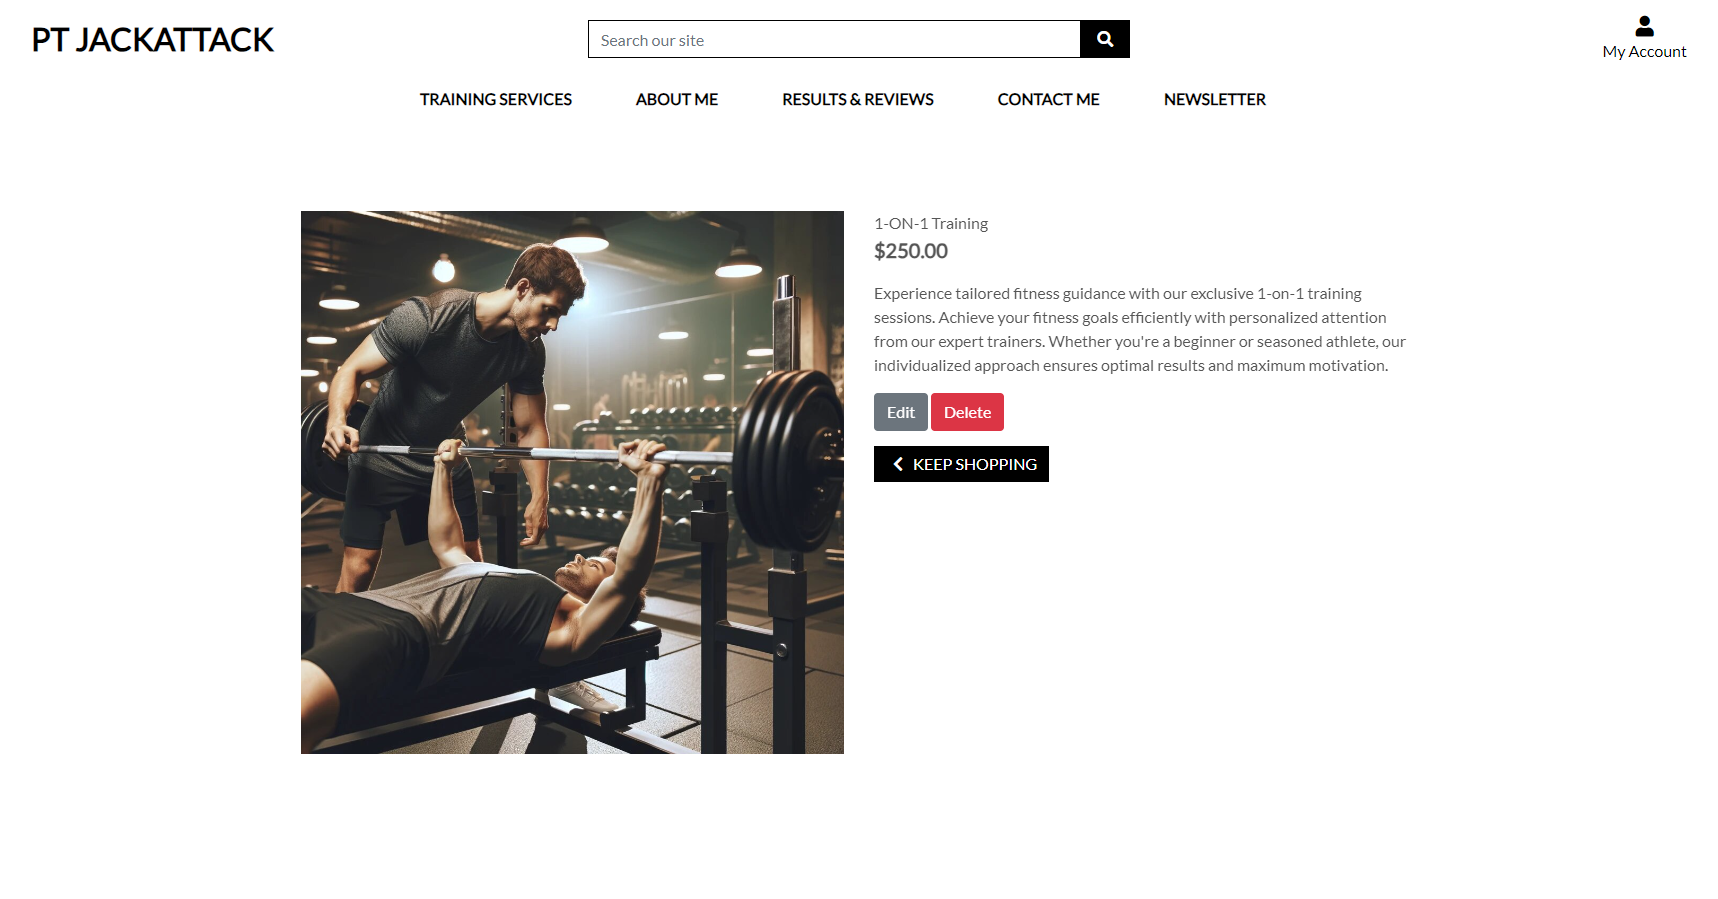 PT JACKATTACK
Search our site
My Account
TRAINING SERVICES
ABOUT ME
RESULTS & REVIEWS
CONTACT ME
NEWSLETTER
1-ON-1 Training
$250.00
Experience tailored fitness guidance with our exclusive 1-on-1 training
sessions. Achieve your fitness goals efficiently with personalized attention
from our expert trainers. Whether you're a beginner or seasoned athlete, our
individualized approach ensures optimal results and maximum motivation.
Edit
Delete
KEEP SHOPPING